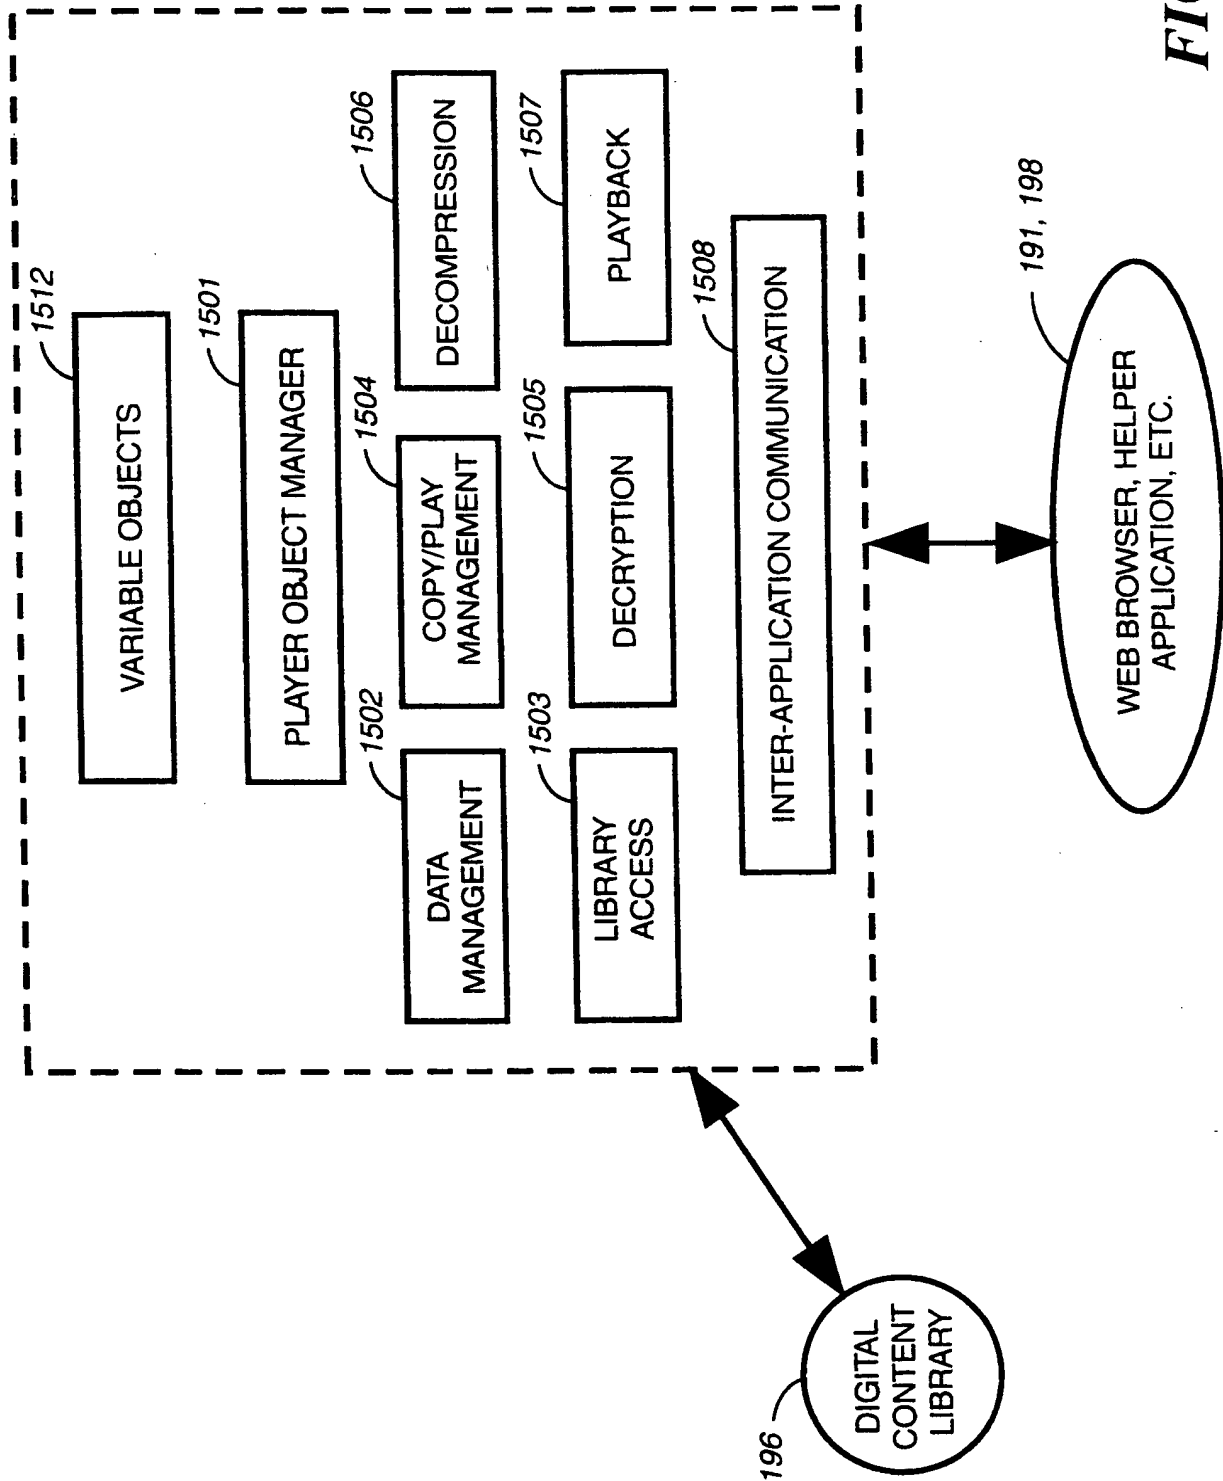 1512
VARIABLE OBJECTS
1501
PLAYER OBJECT MANAGER
1502
DATA
MANAGEMENT
1504
COPY/PLAY
MANAGEMENT
1506
DECOMPRESSION
1503
LIBRARY
ACCESS
1505
DECRYPTION
1507
PLAYBACK
1508
INTER-APPLICATION COMMUNICATION
196
DIGITAL
CONTENT
LIBRARY
191, 198
WEB BROWSER, HELPER
APPLICATION, ETC.